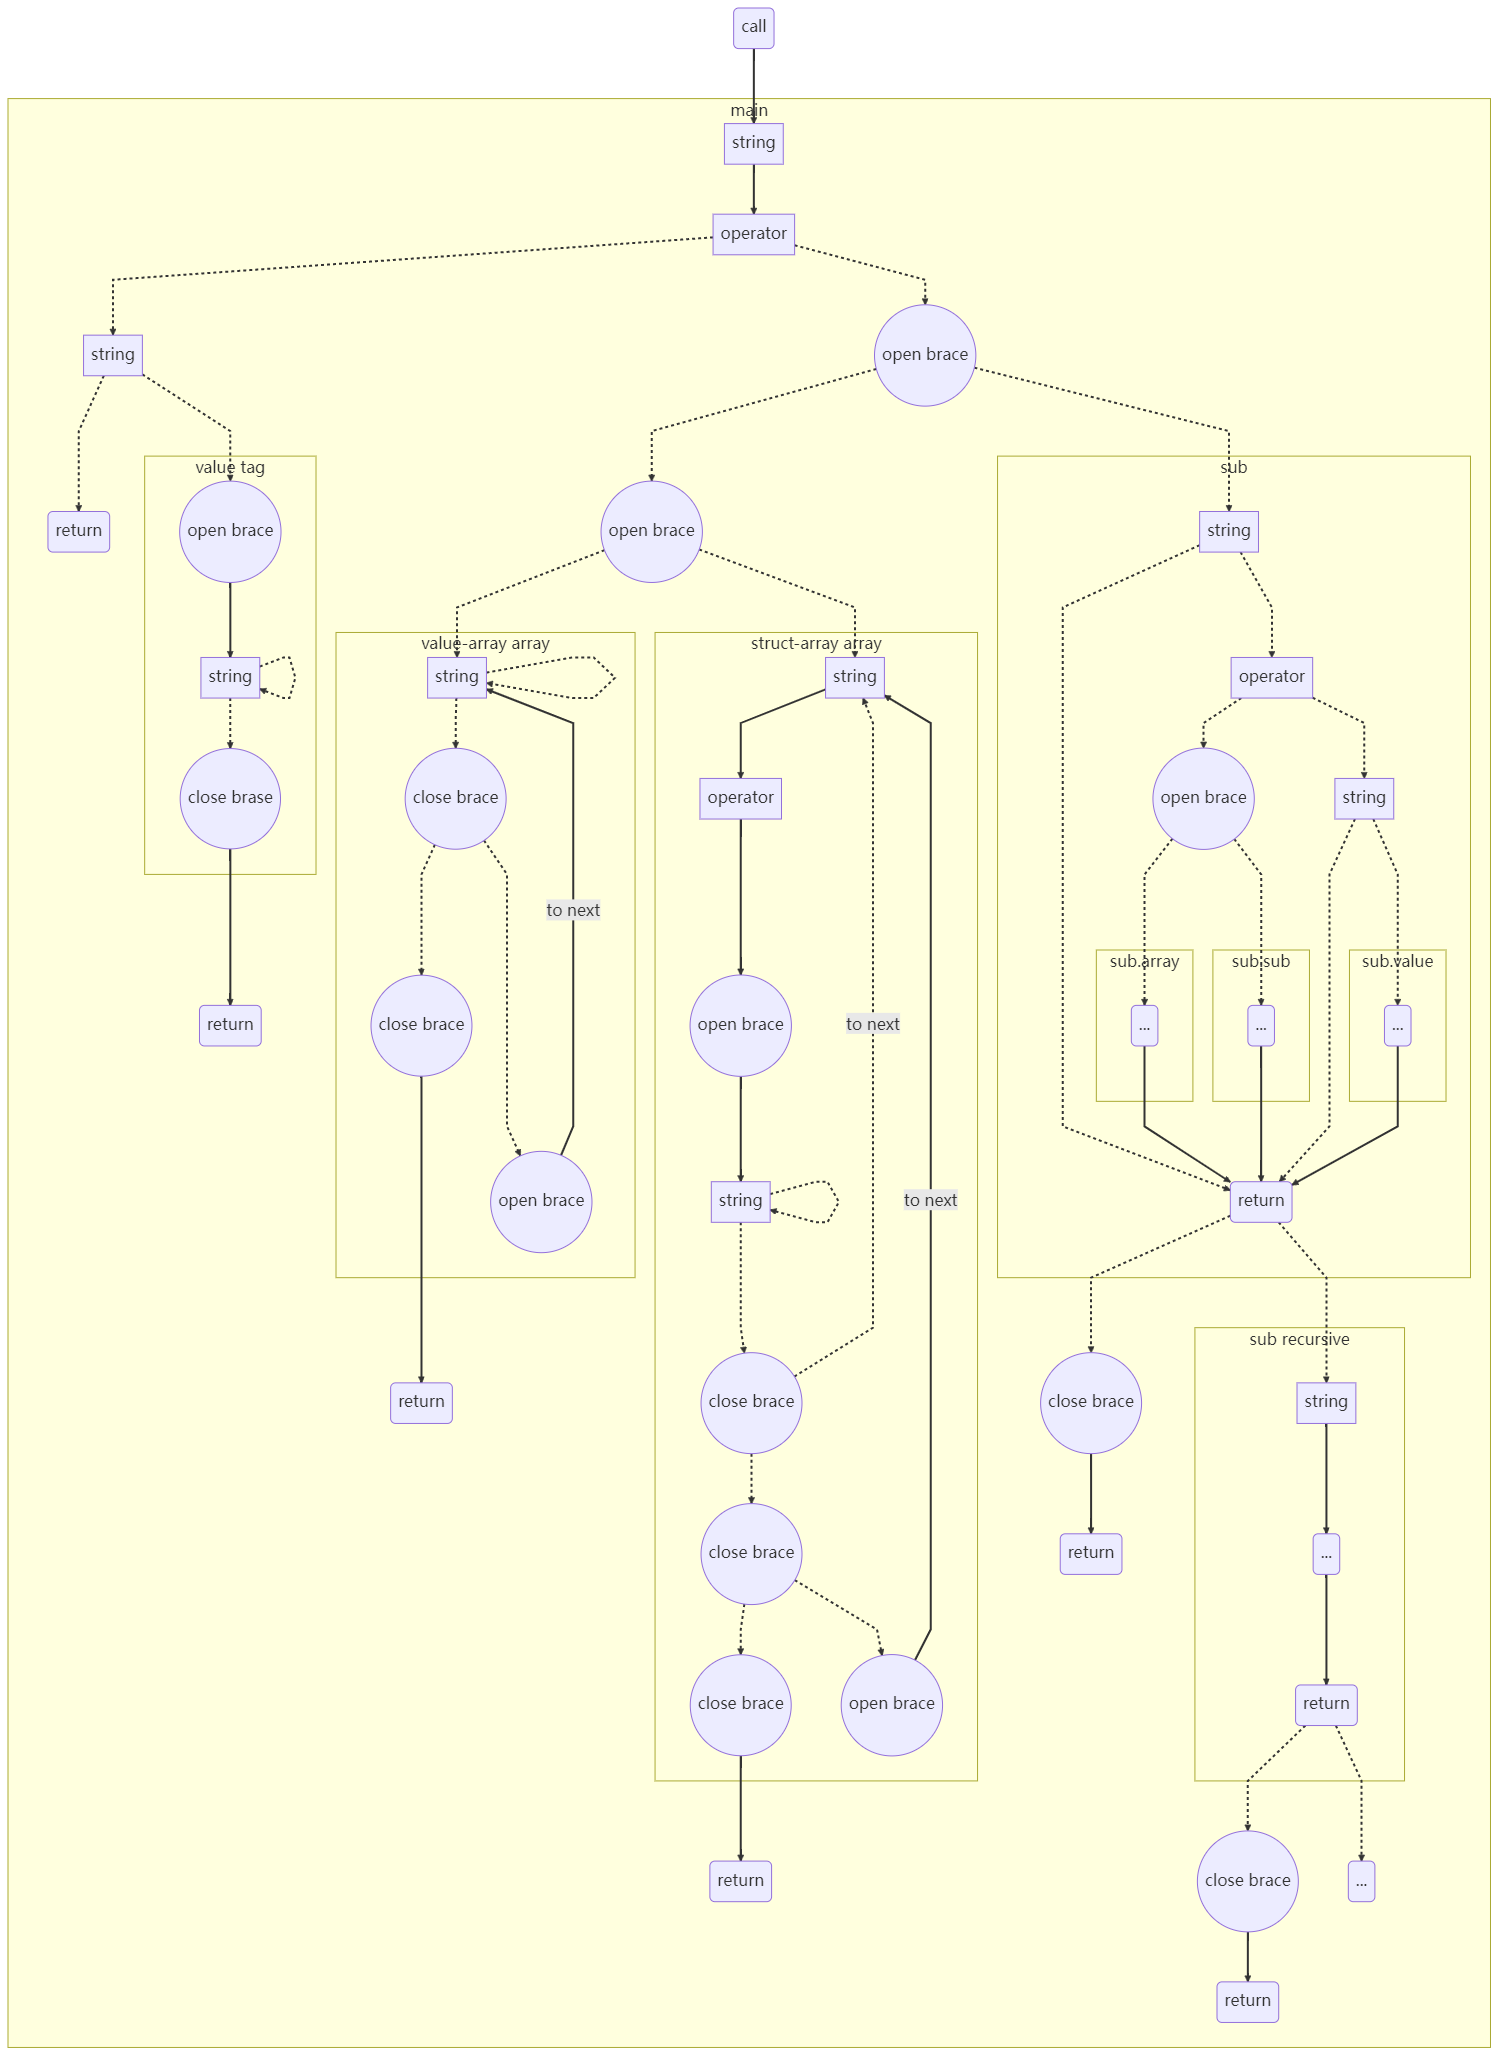 call
main
string
operator
string
open brace
value tag
sub
return
open brace
open brace
string
value-array array
struct-array array
string
string
string
operator
close brase
close brace
operator
open brace
string
to next
sub.array
sub.sub
sub.value
return
close brace
open brace
to next
...
...
...
open brace
string
to next
return
sub recursive
return
close brace
close brace
string
close brace
return
...
close brace
open brace
return
return
close brace
...
return